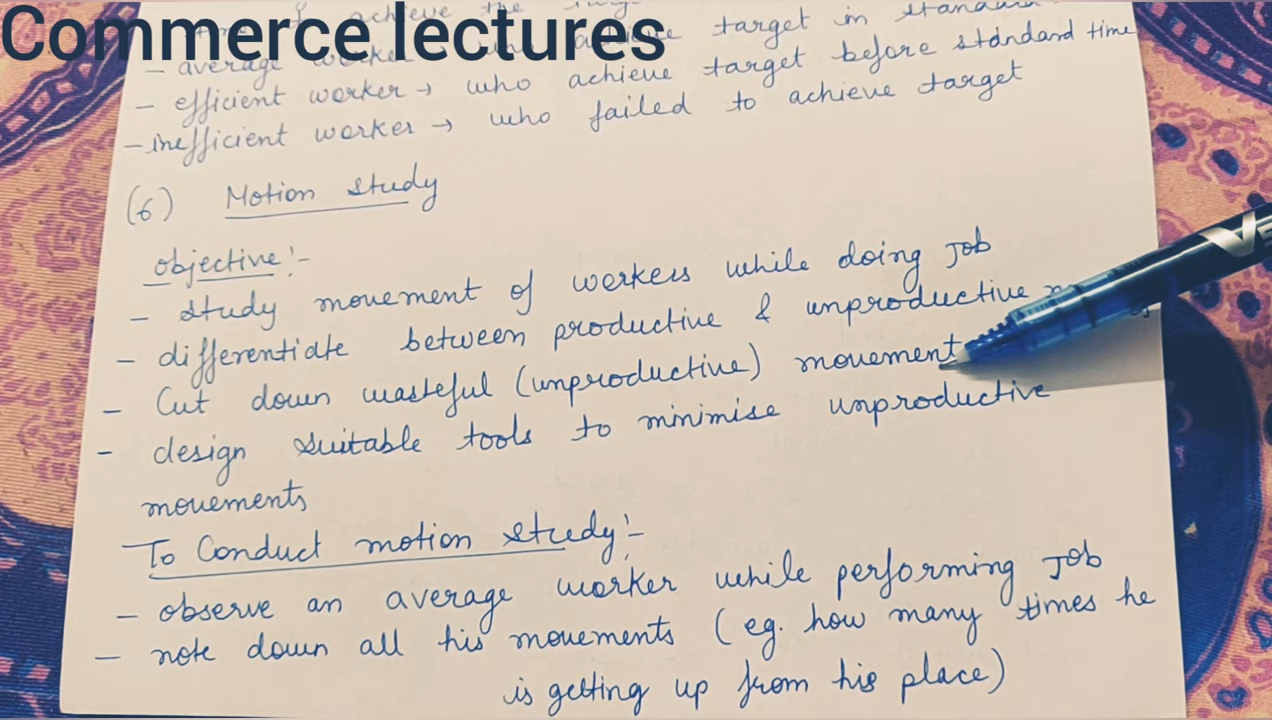 Commerce lectures
achieve the
target in standard
- average worker
- efficient worker → who achieve target before standard time
- inefficient worker → who failed to achieve target
(6) Motion study
objective:-
- study movement of workers while doing Job
- differentiate between productive & unproductive
- Cut down wasteful (unproductive) movement
- design suitable tools to minimise unproductive
movements
To Conduct motion study:-
- observe an average worker while performing Job
- note down all his movements (eg. how many times he
is getting up from his place)